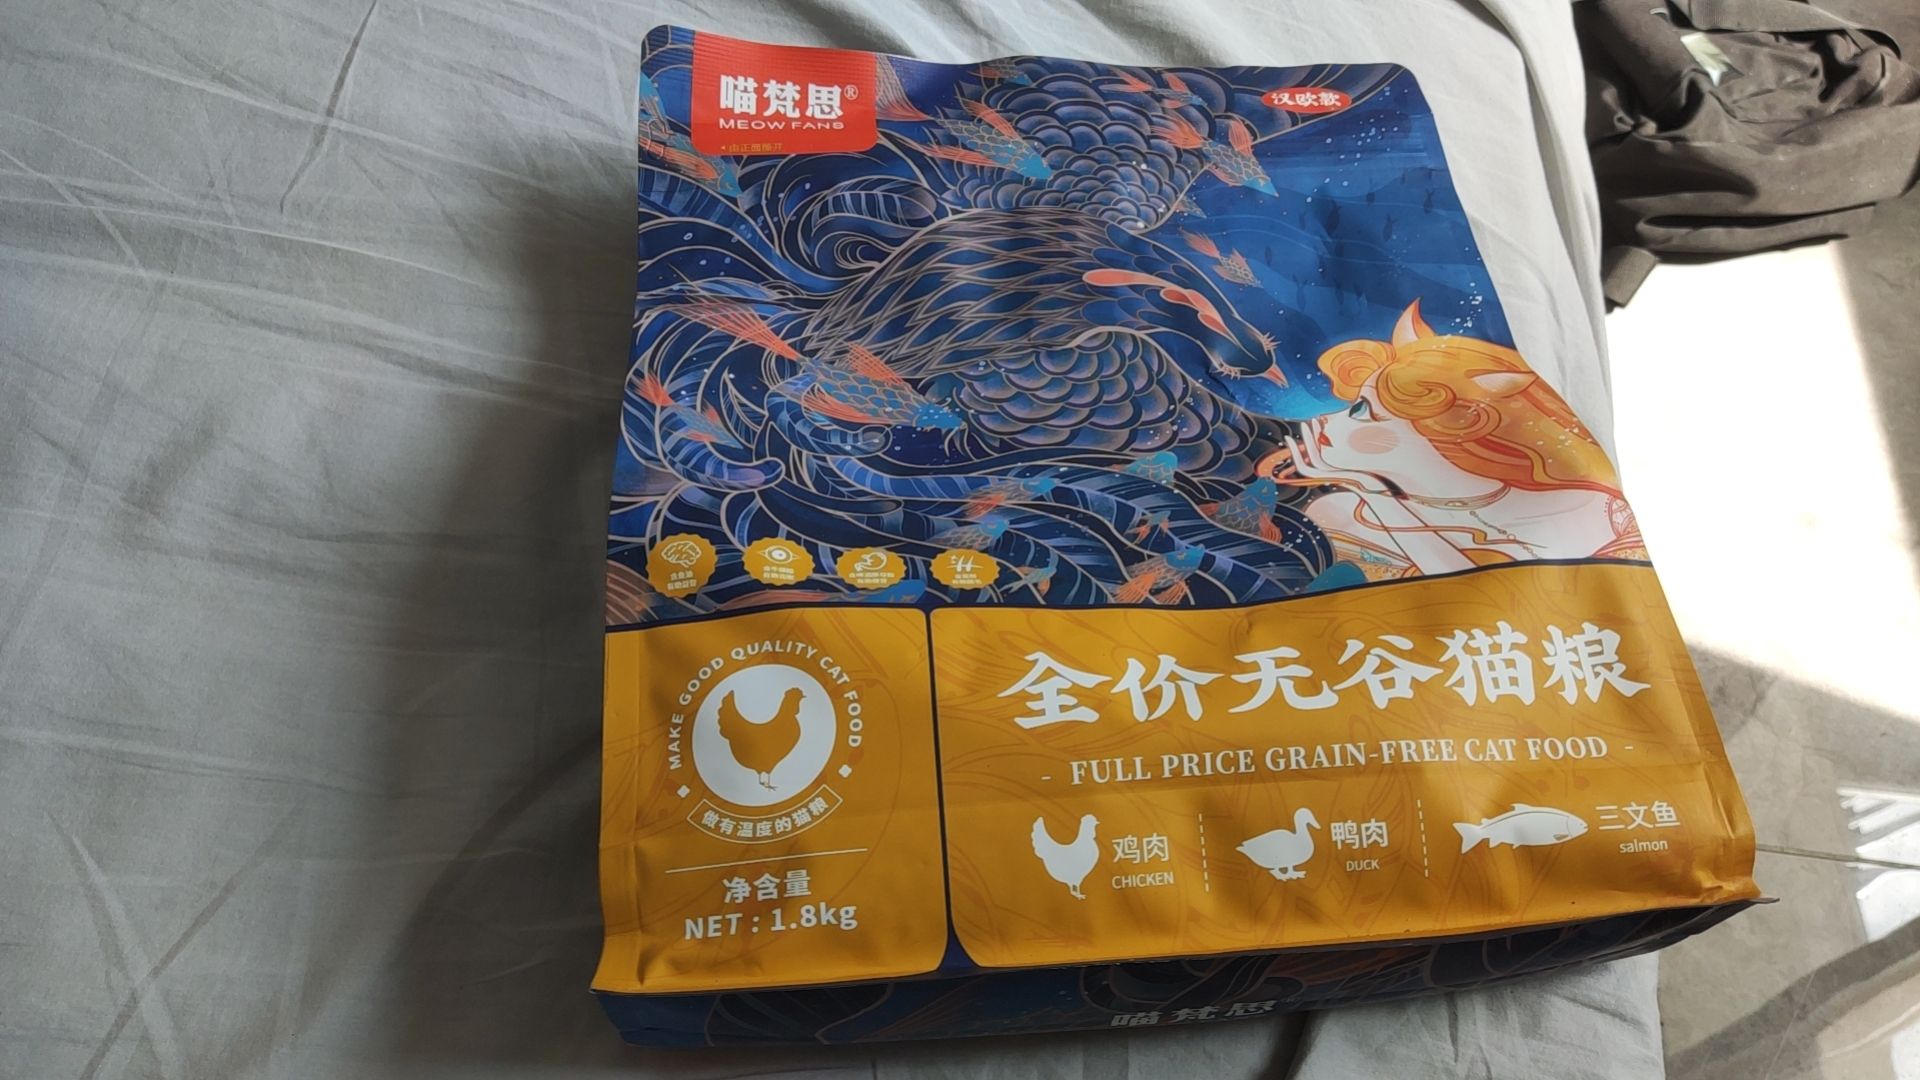 喵梵思®
MEOW FANS
由正面撕开
汉欧款
MAKE GOOD QUALITY CAT FOOD
做有温度的猫粮
净含量
NET : 1.8kg
全价无谷猫粮
- FULL PRICE GRAIN-FREE CAT FOOD -
鸡肉
CHICKEN
鸭肉
DUCK
三文鱼
salmon
喵梵思